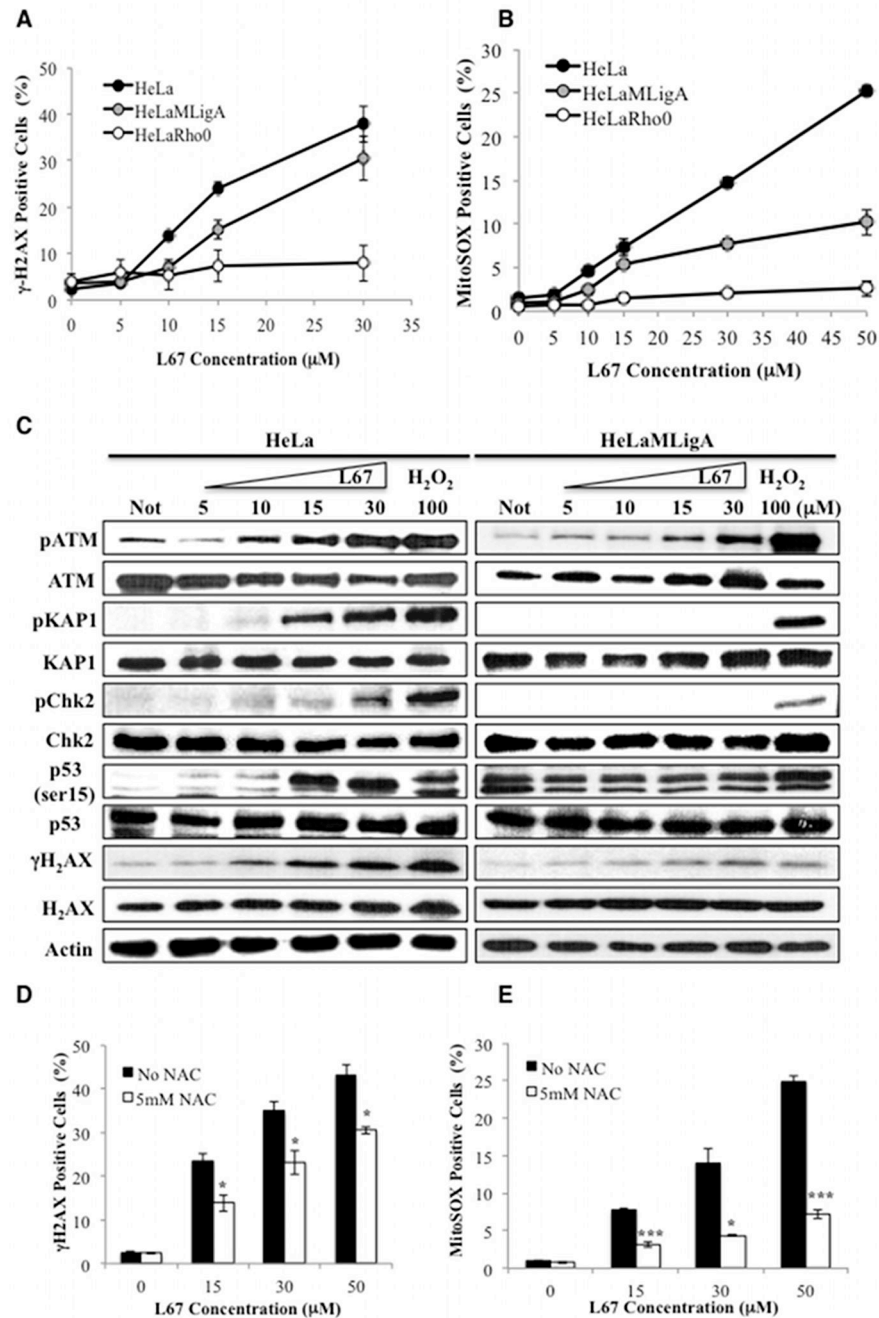 A
γ-H2AX Positive Cells (%)
50
40
30
20
10
0
HeLa
HeLaMLigA
HeLaRho0
0 5 10 15 20 25 30 35
L67 Concentration (μM)
B
MitoSOX Positive Cells (%)
30
25
20
15
10
5
0
HeLa
HeLaMLigA
HeLaRho0
0 5 10 15 20 25 30 35 40 45 50
L67 Concentration (μM)
C
HeLa HeLaMLigA
L67 H₂O₂ L67 H₂O₂
Not 5 10 15 30 100 Not 5 10 15 30 100 (μM)
pATM
ATM
pKAP1
KAP1
pChk2
Chk2
p53
(ser15)
p53
γH₂AX
H₂AX
Actin
D
γH2AX Positive Cells (%)
50
40
30
20
10
0
No NAC
5mM NAC
* * *
0 15 30 50
L67 Concentration (μM)
E
MitoSOX Positive Cells (%)
30
25
20
15
10
5
0
No NAC
5mM NAC
*** * ***
0 15 30 50
L67 Concentration (μM)